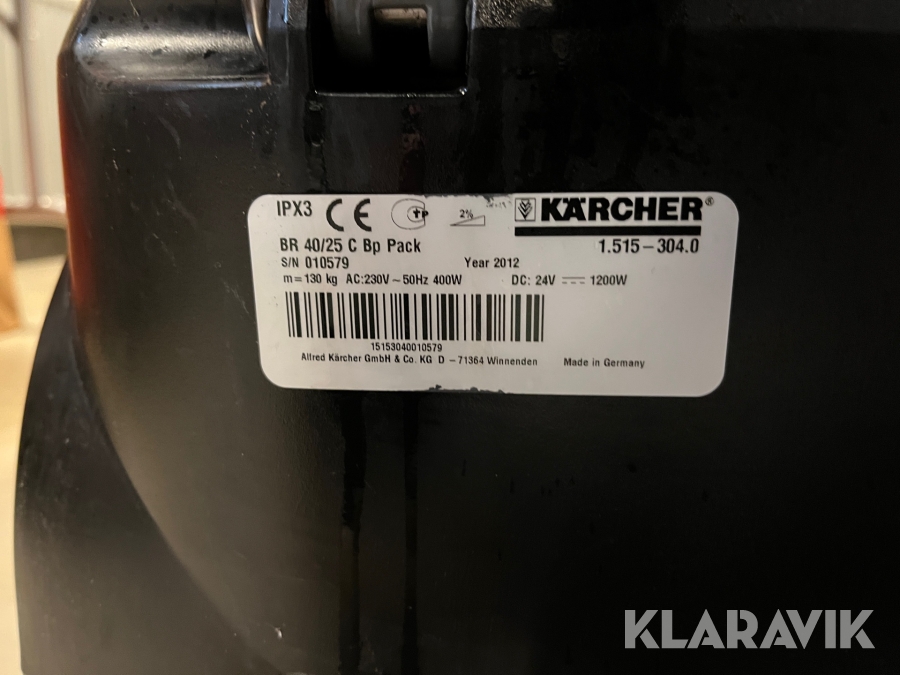 IPX3 CE 2% KÄRCHER®
BR 40/25 C Bp Pack 1.515-304.0
S/N 010579 Year 2012
m=130 kg AC:230V ~ 50Hz 400W DC: 24V ⎓ 1200W
15153040010579
Alfred Kärcher GmbH & Co. KG D - 71364 Winnenden Made in Germany
KLARAVIK